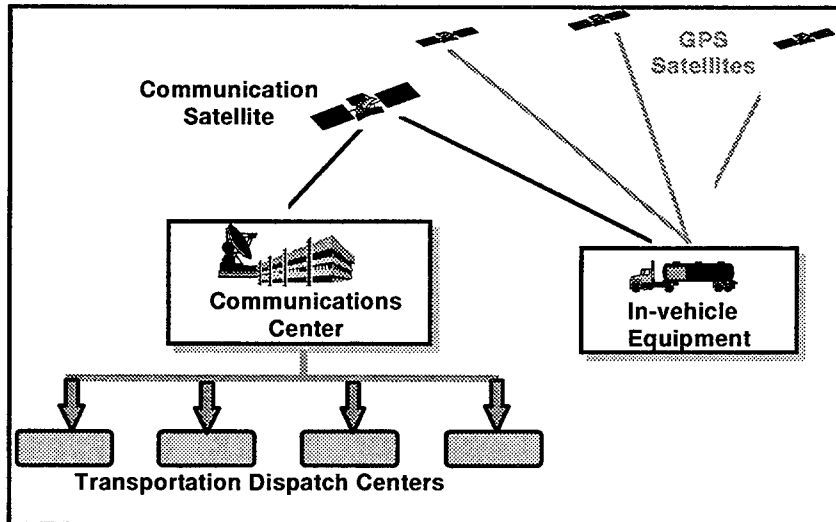 GPS
Satellites
Communication
Satellite
Communications
Center
In-vehicle
Equipment
Transportation Dispatch Centers